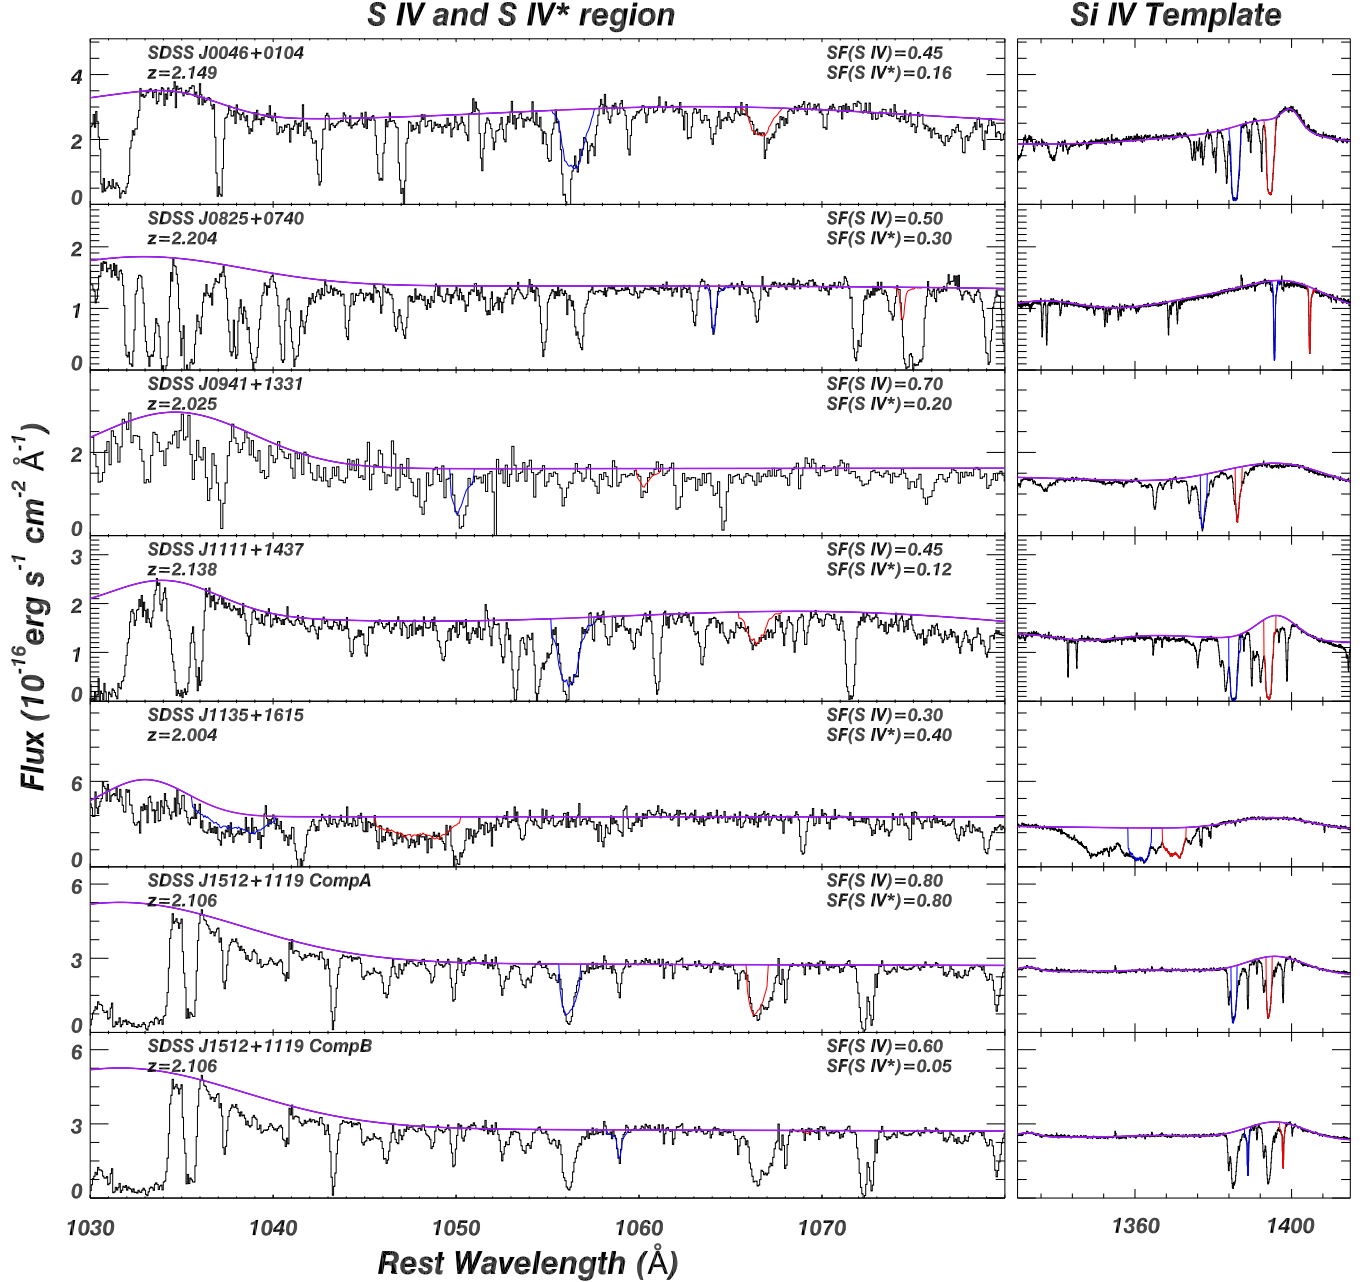 S IV and S IV* region
Si IV Template
SDSS J0046+0104
z=2.149
SF(S IV)=0.45
SF(S IV*)=0.16
4
2
0
SDSS J0825+0740
z=2.204
SF(S IV)=0.50
SF(S IV*)=0.30
2
1
0
SDSS J0941+1331
z=2.025
SF(S IV)=0.70
SF(S IV*)=0.20
2
0
SDSS J1111+1437
z=2.138
SF(S IV)=0.45
SF(S IV*)=0.12
3
2
1
0
SDSS J1135+1615
z=2.004
SF(S IV)=0.30
SF(S IV*)=0.40
6
3
0
SDSS J1512+1119 CompA
z=2.106
SF(S IV)=0.80
SF(S IV*)=0.80
6
3
0
SDSS J1512+1119 CompB
z=2.106
SF(S IV)=0.60
SF(S IV*)=0.05
6
3
0
Flux (10⁻¹⁶erg s⁻¹ cm⁻² Å⁻¹)
1030 1040 1050 1060 1070
1360 1400
Rest Wavelength (Å)